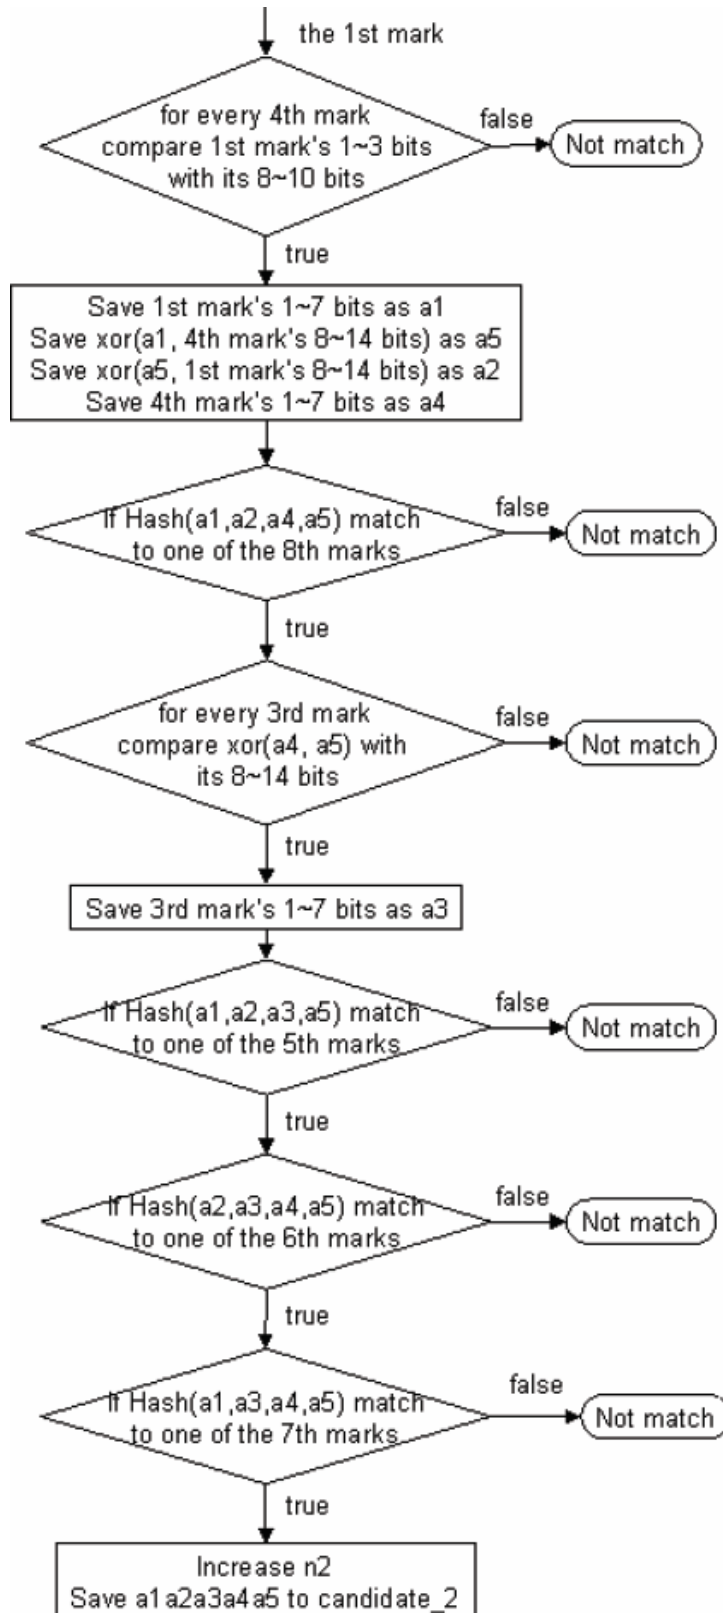 the 1st mark
for every 4th mark
compare 1st mark's 1~3 bits
with its 8~10 bits
false
Not match
true
Save 1st mark's 1~7 bits as a1
Save xor(a1, 4th mark's 8~14 bits) as a5
Save xor(a5, 1st mark's 8~14 bits) as a2
Save 4th mark's 1~7 bits as a4
If Hash(a1,a2,a4,a5) match
to one of the 8th marks
false
Not match
true
for every 3rd mark
compare xor(a4, a5) with
its 8~14 bits
false
Not match
true
Save 3rd mark's 1~7 bits as a3
If Hash(a1,a2,a3,a5) match
to one of the 5th marks
false
Not match
true
If Hash(a2,a3,a4,a5) match
to one of the 6th marks
false
Not match
true
If Hash(a1,a3,a4,a5) match
to one of the 7th marks
false
Not match
true
Increase n2
Save a1a2a3a4a5 to candidate_2